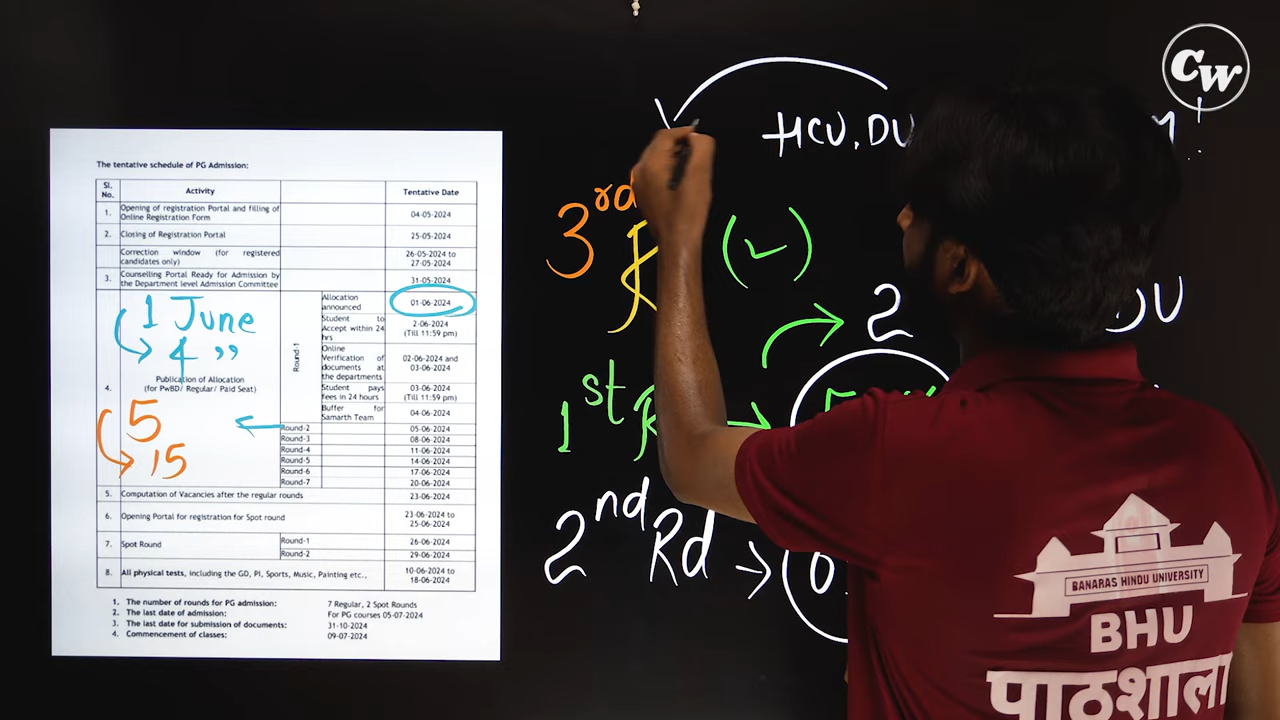 CW
The tentative schedule of PG Admission:
Sl. No. Activity Tentative Date
1. Opening of registration Portal and filling of Online Registration Form 04-05-2024
2. Closing of Registration Portal 25-05-2024
Correction window (for registered candidates only) 26-05-2024 to 27-05-2024
3. Counselling Portal Ready for Admission by the Department level Admission Committee 31-05-2024
4. Publication of Allocation (for PwBD/ Regular/ Paid Seat)
Round-1
Allocation announced 01-06-2024
Student to Accept within 24 hrs 2-06-2024 (Till 11:59 pm)
Online Verification of documents at the departments 02-06-2024 and 03-06-2024
Student pays fees in 24 hours 03-06-2024 (Till 11:59 pm)
Buffer for Samarth Team 04-06-2024
Round-2 05-06-2024
Round-3 08-06-2024
Round-4 11-06-2024
Round-5 14-06-2024
Round-6 17-06-2024
Round-7 20-06-2024
5. Computation of Vacancies after the regular rounds 23-06-2024
6. Opening Portal for registration for Spot round 23-06-2024 to 25-06-2024
7. Spot Round Round-1 26-06-2024
Round-2 29-06-2024
8. All physical tests, including the GD, PI, Sports, Music, Painting etc., 10-06-2024 to 18-06-2024
1. The number of rounds for PG admission: 7 Regular, 2 Spot Rounds
2. The last date of admission: For PG courses 05-07-2024
3. The last date for submission of documents: 31-10-2024
4. Commencement of classes: 09-07-2024
1 June
4 ”
5
15
HCU, DU
3rd
2
DU
1st
2nd Rd
BANARAS HINDU UNIVERSITY
BHU
पाठशाला